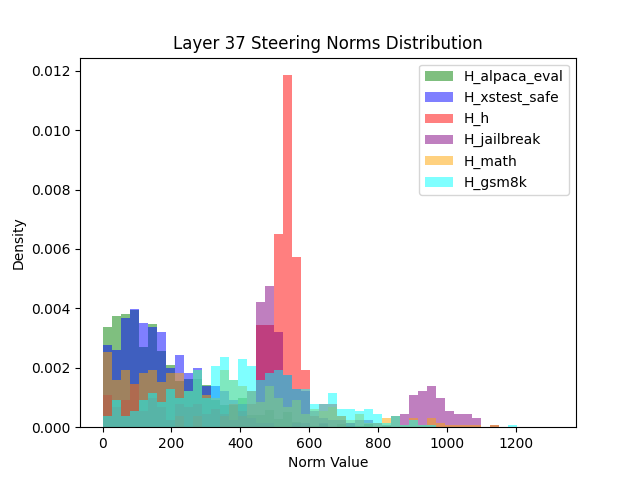 Layer 37 Steering Norms Distribution
H_alpaca_eval
H_xstest_safe
H_h
H_jailbreak
H_math
H_gsm8k
Density
0.012
0.010
0.008
0.006
0.004
0.002
0.000
0 200 400 600 800 1000 1200
Norm Value